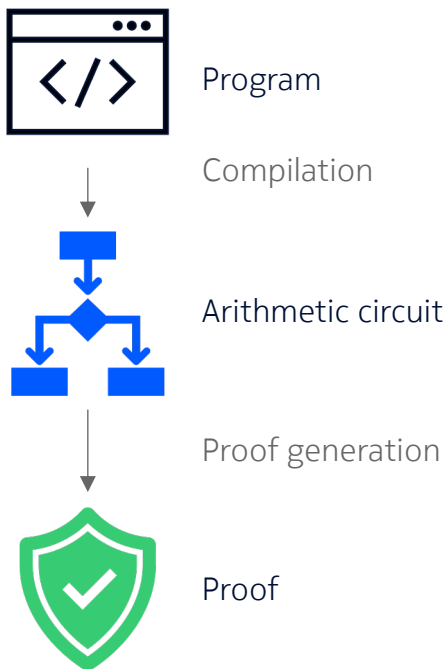 </>
Program
Compilation
Arithmetic circuit
Proof generation
Proof